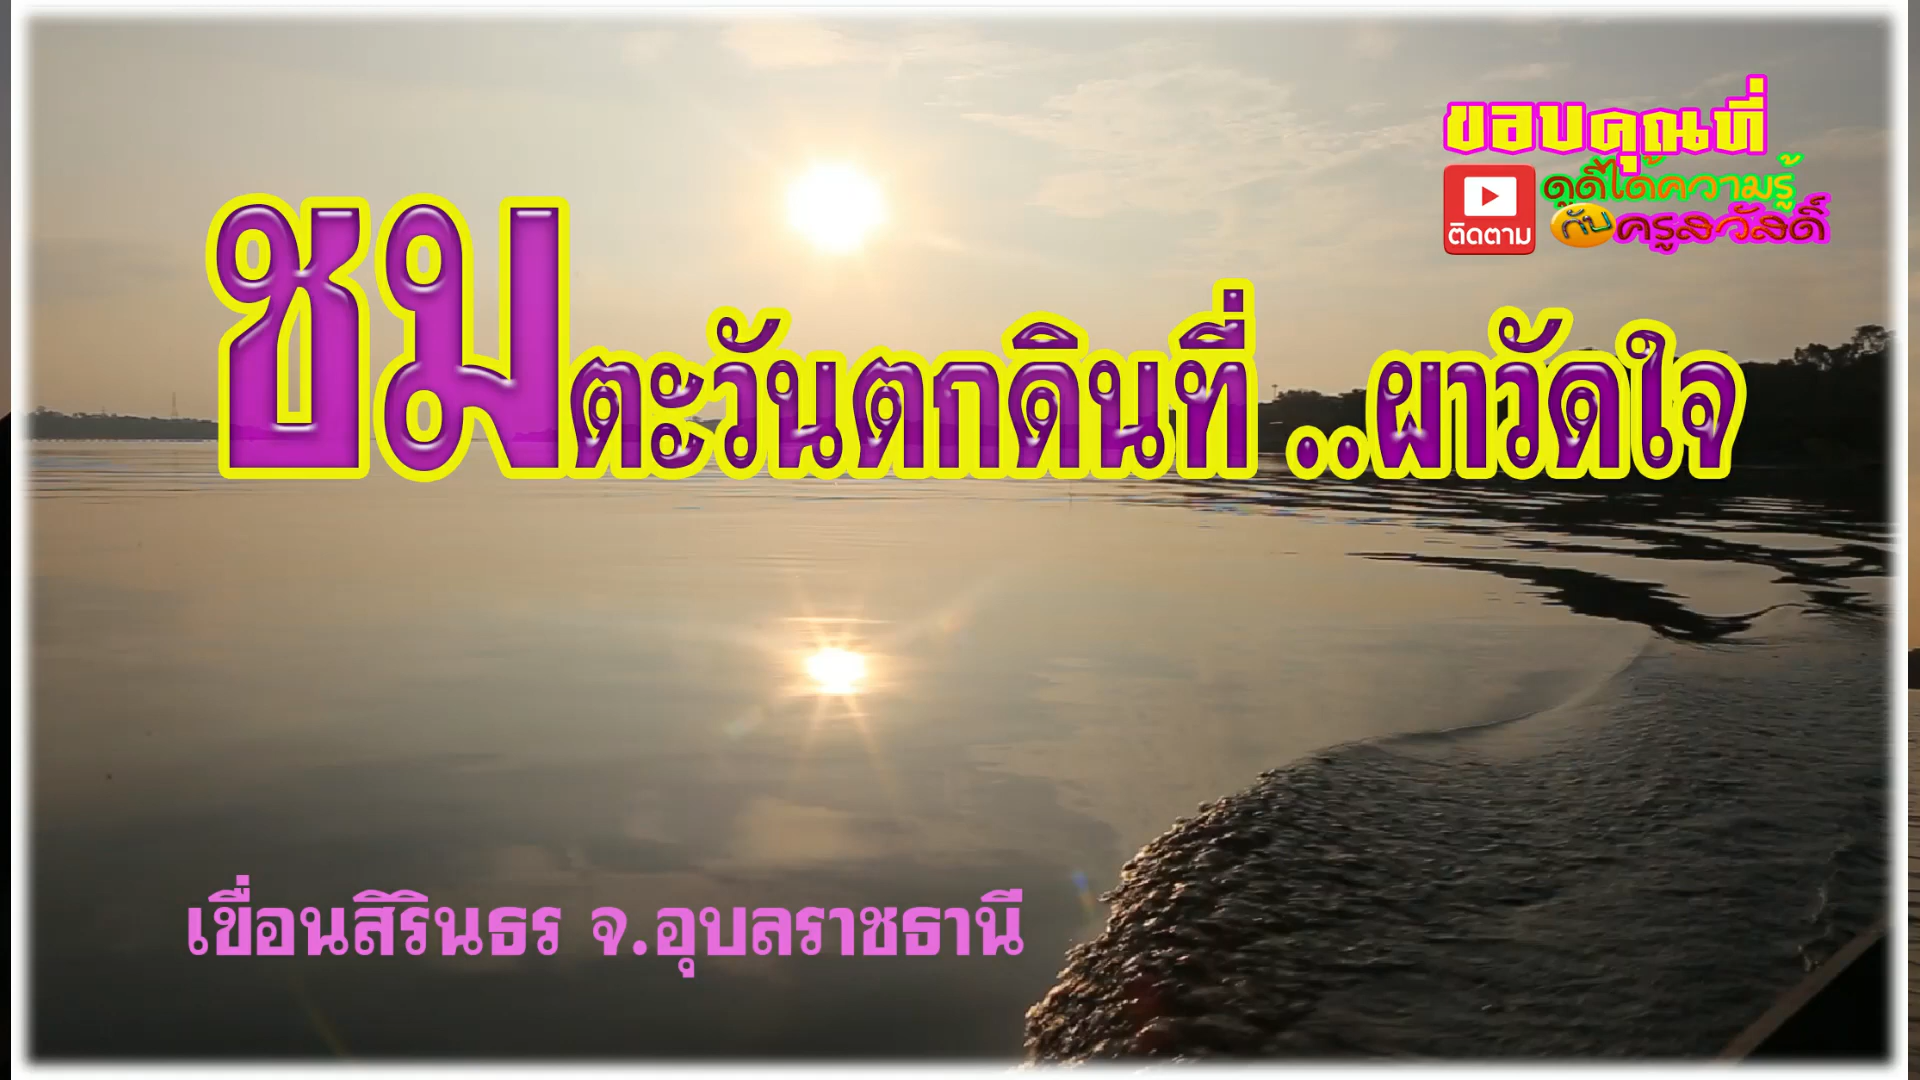 ขอบคุณที่
ติดตาม
ดูดีได้ความรู้
กับครูสวัสดิ์
ชมตะวันตกดินที่ ..ผาวัดใจ
เขื่อนสิรินธร จ.อุบลราชธานี